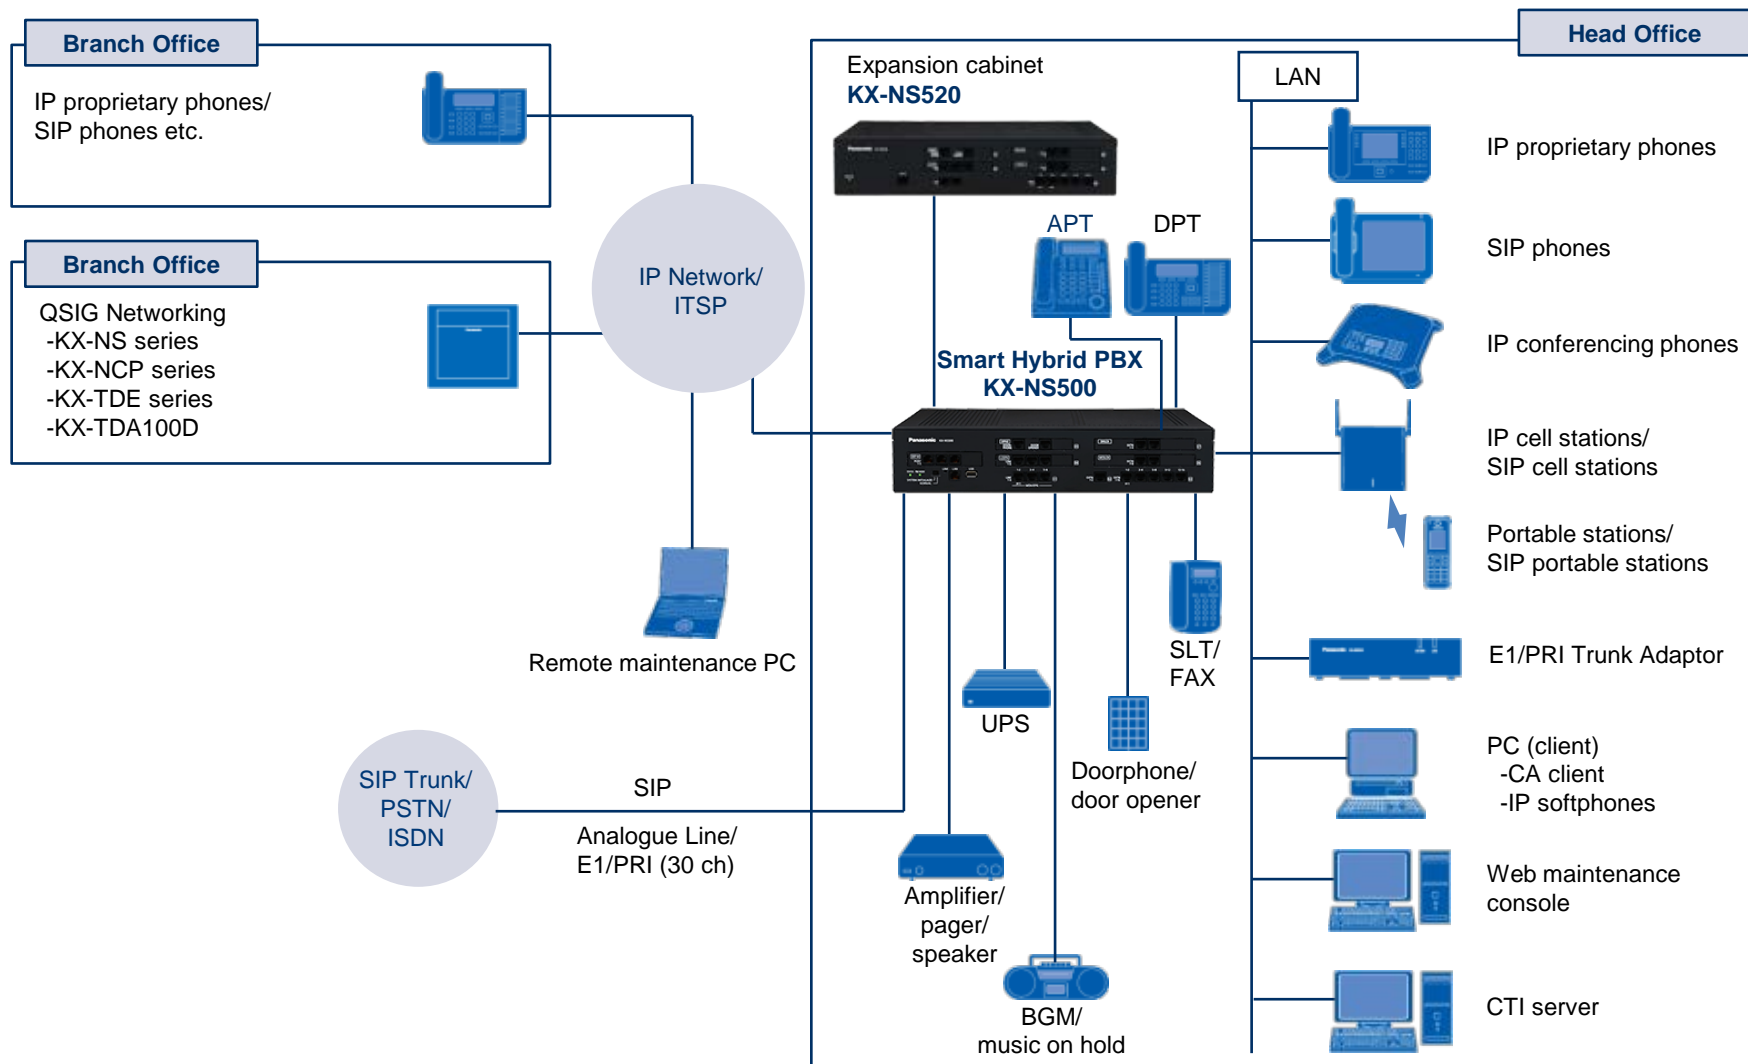 Branch Office
IP proprietary phones/
SIP phones etc.
Branch Office
QSIG Networking
-KX-NS series
-KX-NCP series
-KX-TDE series
-KX-TDA100D
IP Network/
ITSP
Remote maintenance PC
SIP Trunk/
PSTN/
ISDN
SIP
Analogue Line/
E1/PRI (30 ch)
Head Office
Expansion cabinet
KX-NS520
Panasonic
APT
DPT
Smart Hybrid PBX
KX-NS500
Panasonic
SLT/
FAX
UPS
Doorphone/
door opener
Amplifier/
pager/
speaker
BGM/
music on hold
LAN
IP proprietary phones
SIP phones
IP conferencing phones
IP cell stations/
SIP cell stations
Portable stations/
SIP portable stations
Panasonic
E1/PRI Trunk Adaptor
PC (client)
-CA client
-IP softphones
Web maintenance
console
CTI server